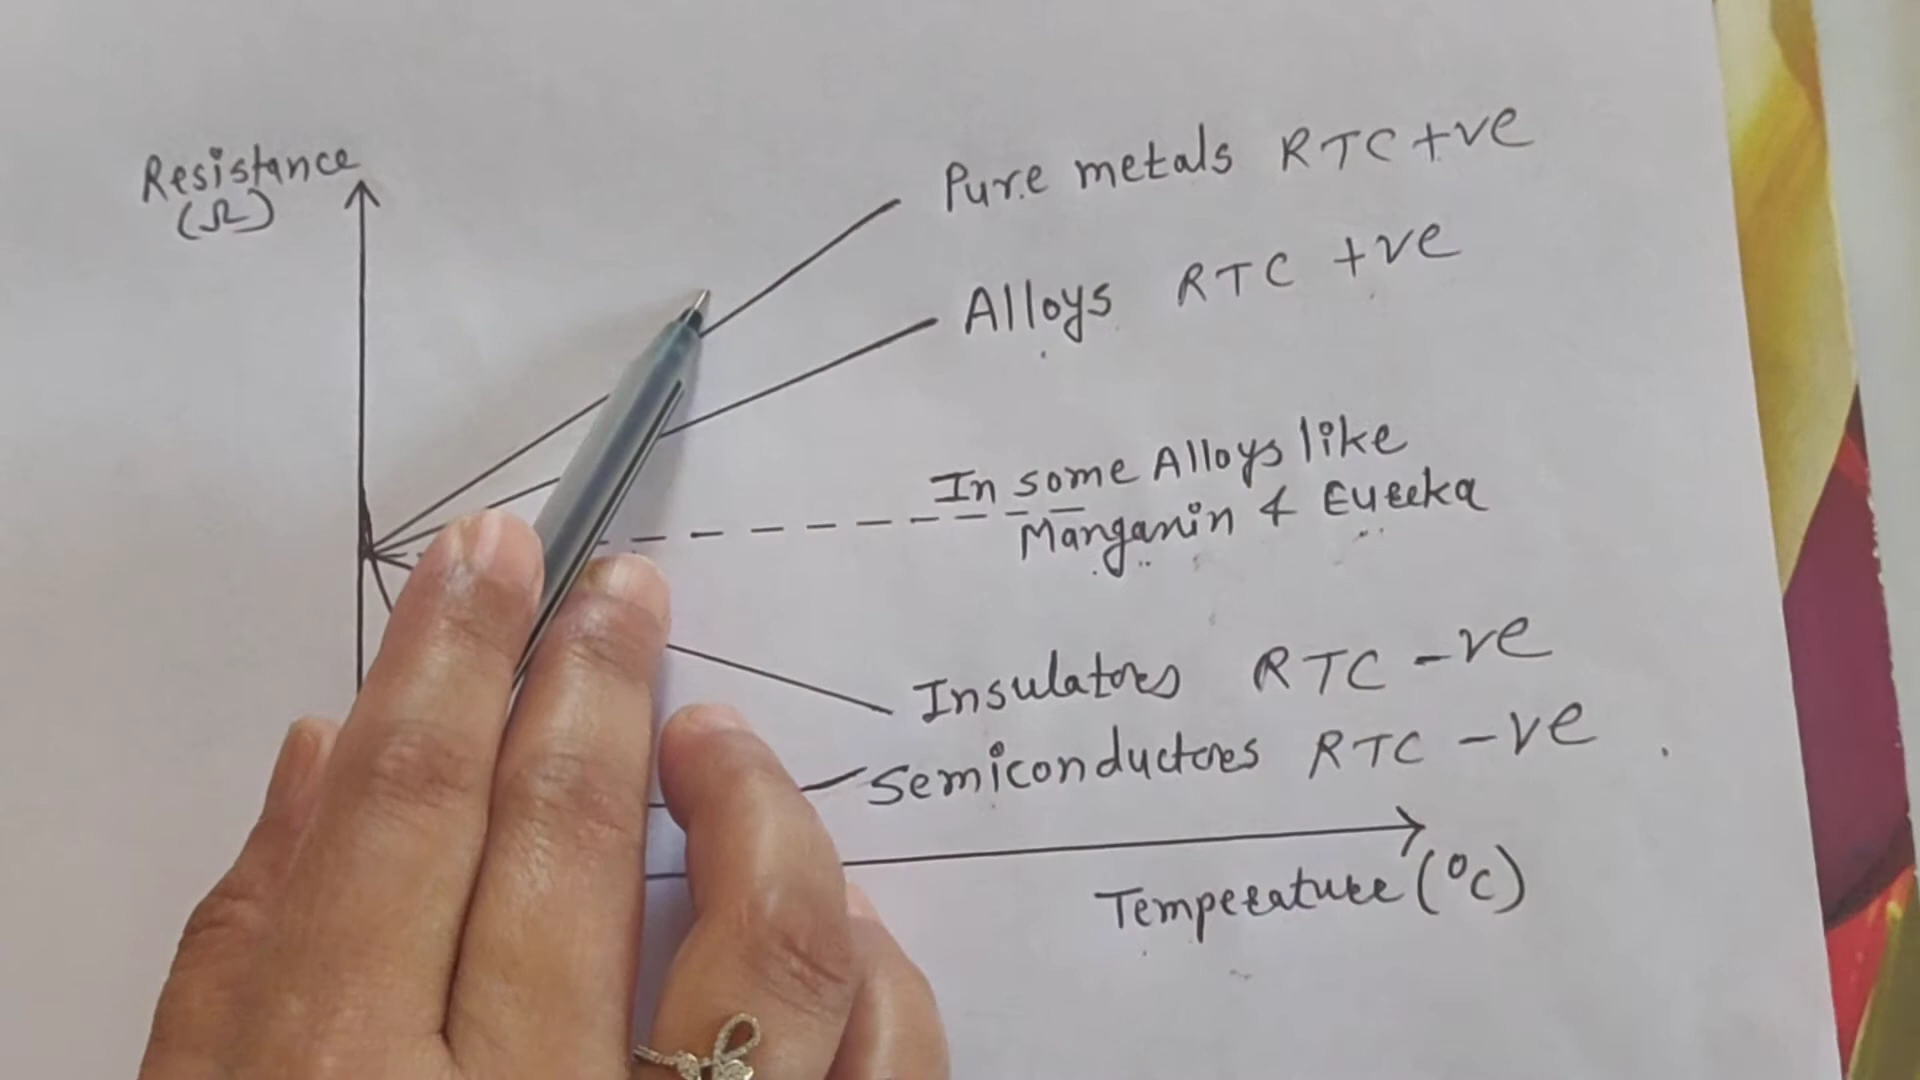 Resistance
(Ω)
Pure metals RTC +ve
Alloys RTC +ve
In some Alloys like
Manganin & Eureka
Insulators RTC -ve
Semiconductors RTC -ve
Temperature (°C)